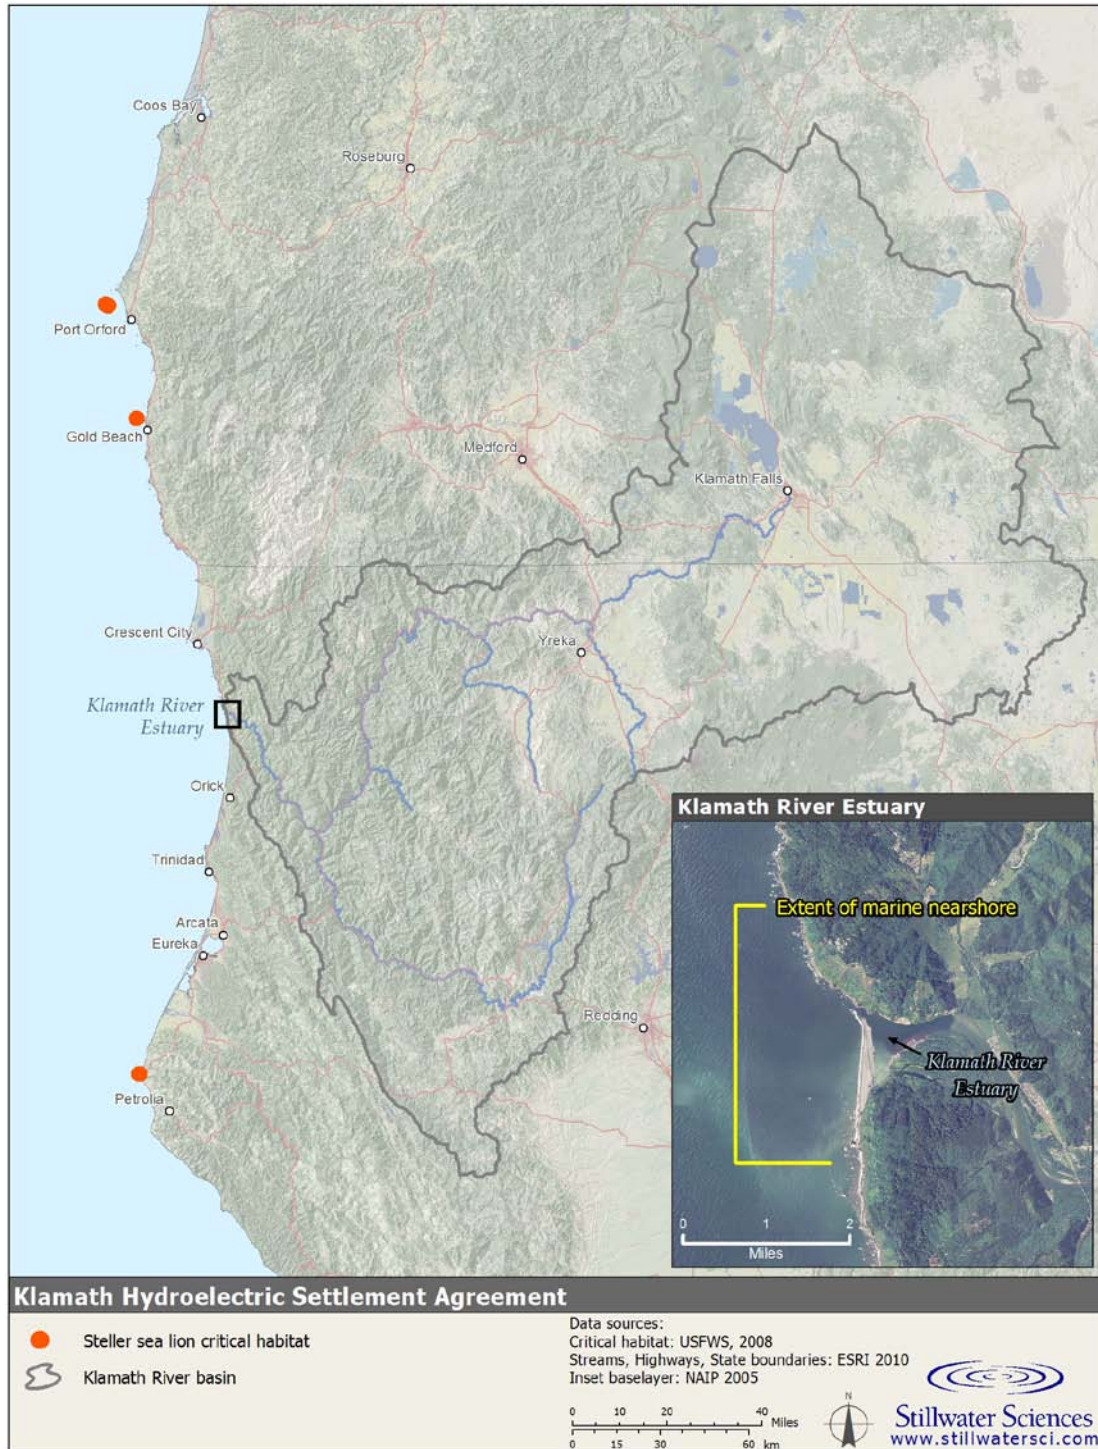 Coos Bay
Roseburg
Port Orford
Gold Beach
Medford
Klamath Falls
Crescent City
Yreka
Klamath River
Estuary
Orick
Trinidad
Arcata
Eureka
Redding
Petrolia
Klamath River Estuary
Extent of marine nearshore
Klamath River
Estuary
0 1 2
Miles
Klamath Hydroelectric Settlement Agreement
Steller sea lion critical habitat
Klamath River basin
Data sources:
Critical habitat: USFWS, 2008
Streams, Highways, State boundaries: ESRI 2010
Inset baselayer: NAIP 2005
0 10 20 40
Miles
0 15 30 60 km
N
Stillwater Sciences
www.stillwatersci.com